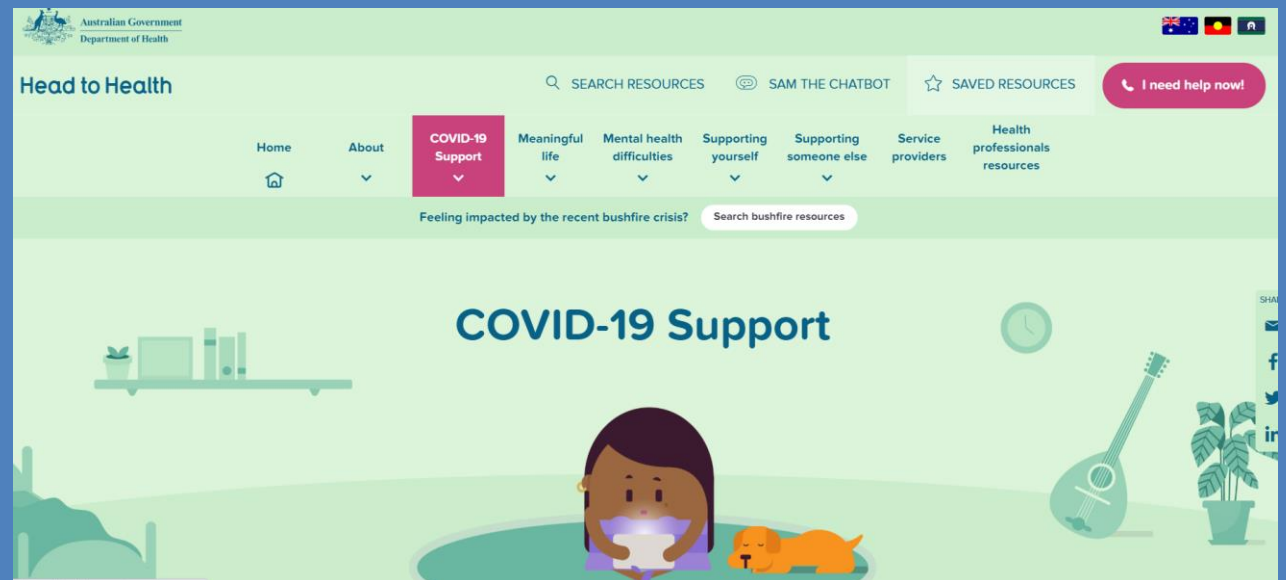 Australian Government
Department of Health
Head to Health
SEARCH RESOURCES
SAM THE CHATBOT
SAVED RESOURCES
I need help now!
Home
About
COVID-19
Support
Meaningful
life
Mental health
difficulties
Supporting
yourself
Supporting
someone else
Service
providers
Health
professionals
resources
Feeling impacted by the recent bushfire crisis?
Search bushfire resources
COVID-19 Support